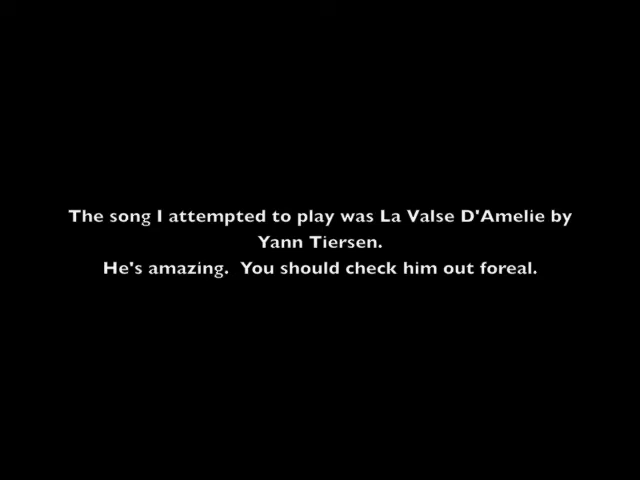 The song I attempted to play was La Valse D'Amelie by
Yann Tiersen.
He's amazing.  You should check him out foreal.